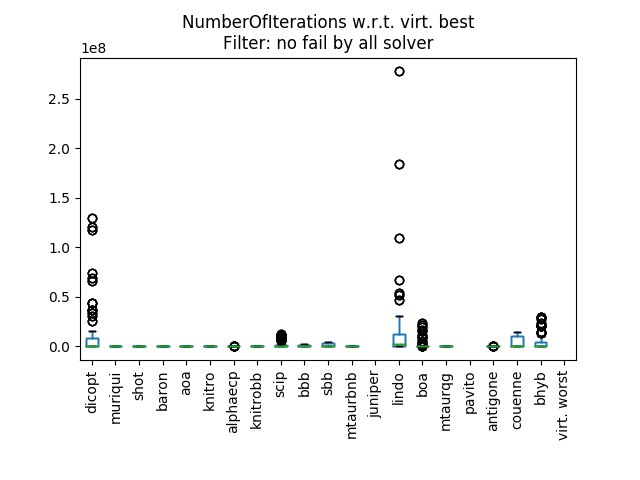 NumberOfIterations w.r.t. virt. best
Filter: no fail by all solver
1e8
2.5
2.0
1.5
1.0
0.5
0.0
dicopt
muriqui
shot
baron
aoa
knitro
alphaecp
knitrobb
scip
bbb
sbb
mtaurbnb
juniper
lindo
boa
mtaurqg
pavito
antigone
couenne
bhyb
virt. worst